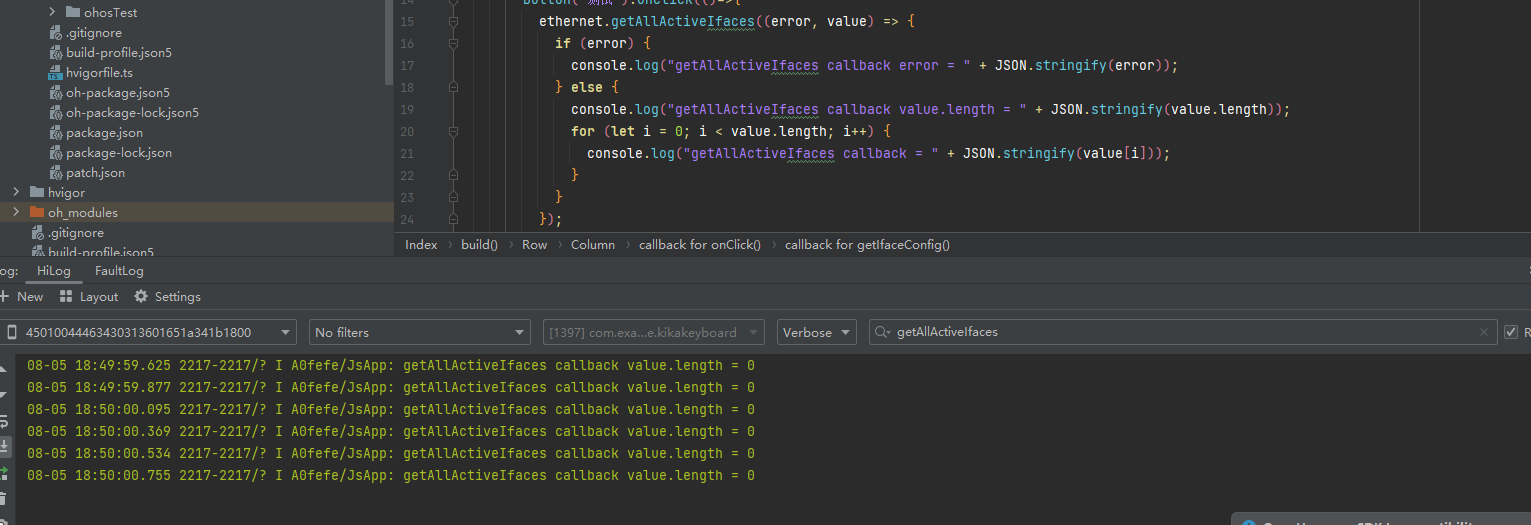 ohosTest
.gitignore
build-profile.json5
hvigorfile.ts
oh-package.json5
oh-package-lock.json5
package.json
package-lock.json
patch.json
hvigor
oh_modules
.gitignore
build-profile.json5
14 Button("测试").onClick(()=>{
15 ethernet.getAllActiveIfaces((error, value) => {
16 if (error) {
17 console.log("getAllActiveIfaces callback error = " + JSON.stringify(error));
18 } else {
19 console.log("getAllActiveIfaces callback value.length = " + JSON.stringify(value.length));
20 for (let i = 0; i < value.length; i++) {
21 console.log("getAllActiveIfaces callback = " + JSON.stringify(value[i]));
22 }
23 }
24 });
Index › build() › Row › Column › callback for onClick() › callback for getIfaceConfig()
og: HiLog FaultLog
New Layout Settings
45010044463430313601651a341b1800 No filters [1397] com.exa...e.kikakeyboard Verbose getAllActiveIfaces R
08-05 18:49:59.625 2217-2217/? I A0fefe/JsApp: getAllActiveIfaces callback value.length = 0
08-05 18:49:59.877 2217-2217/? I A0fefe/JsApp: getAllActiveIfaces callback value.length = 0
08-05 18:50:00.095 2217-2217/? I A0fefe/JsApp: getAllActiveIfaces callback value.length = 0
08-05 18:50:00.369 2217-2217/? I A0fefe/JsApp: getAllActiveIfaces callback value.length = 0
08-05 18:50:00.534 2217-2217/? I A0fefe/JsApp: getAllActiveIfaces callback value.length = 0
08-05 18:50:00.755 2217-2217/? I A0fefe/JsApp: getAllActiveIfaces callback value.length = 0